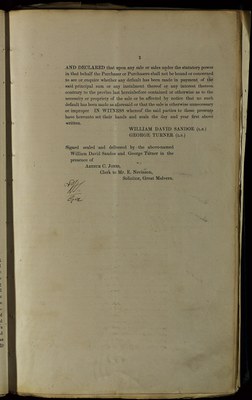 7
AND DECLARED that upon any sale or sales under the statutory power
in that behalf the Purchaser or Purchasers shall not be bound or concerned
to see or enquire whether any default has been made in payment of the
said principal sum or any instalment thereof or any interest thereon
contrary to the proviso last hereinbefore contained or otherwise as to the
necessity or propriety of the sale or be affected by notice that no such
default has been made as aforesaid or that the sale is otherwise unnecessary
or improper IN WITNESS whereof the said parties to these presents
have hereunto set their hands and seals the day and year first above
written.
WILLIAM DAVID SANDOE (L.S.)
GEORGE TURNER (L.S.)
Signed sealed and delivered by the above-named
William David Sandoe and George Turner in the
presence of
Arthur C. Jones,
Clerk to Mr. R.
Solicitor, Great Malvern.